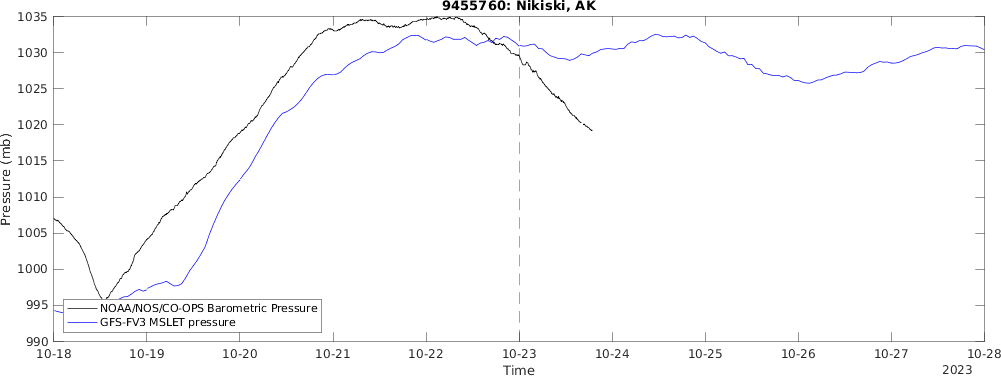 9455760: Nikiski, AK
Pressure (mb)
1035
1030
1025
1020
1015
1010
1005
1000
995
990
NOAA/NOS/CO-OPS Barometric Pressure
GFS-FV3 MSLET pressure
10-18 10-19 10-20 10-21 10-22 10-23 10-24 10-25 10-26 10-27 10-28
Time
2023